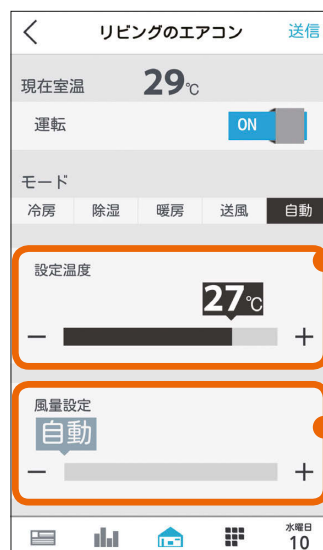 リビングのエアコン 送信
現在室温 29℃
運転 ON
モード
冷房 除湿 暖房 送風 自動
設定温度
27℃
− +
風量設定
自動
− +
水曜日
10